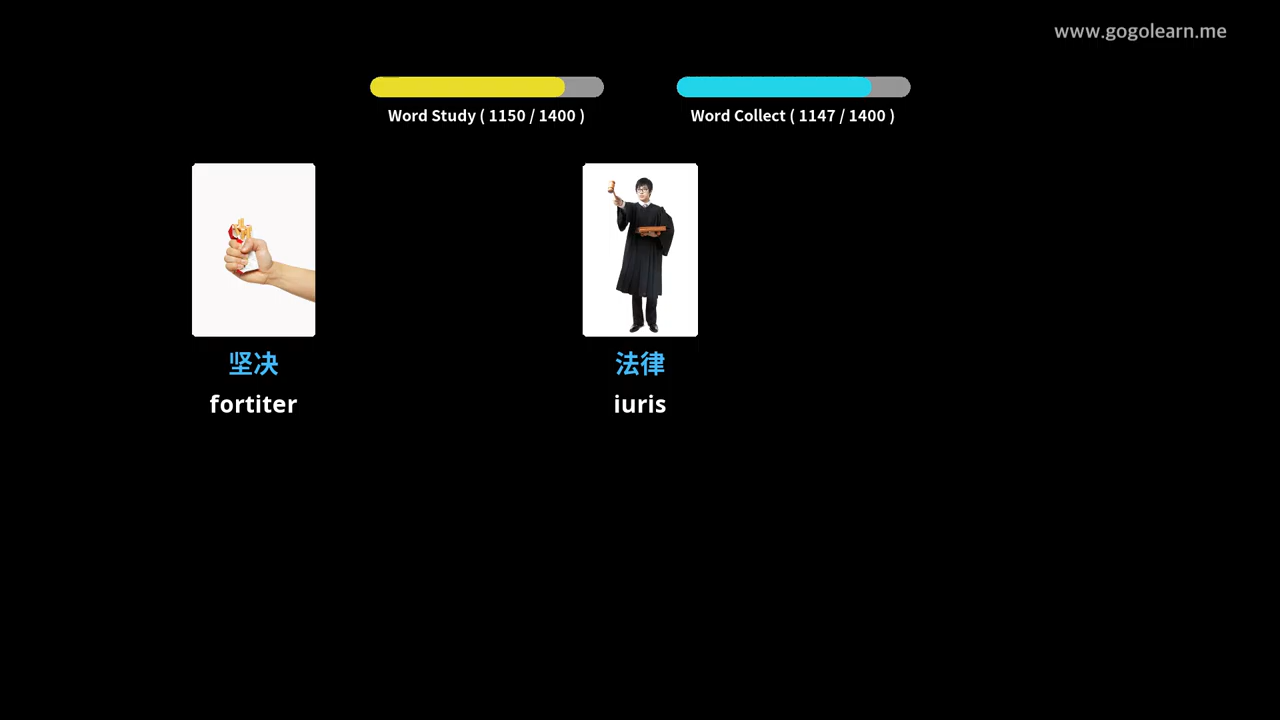 www.gogolearn.me
Word Study ( 1150 / 1400 )
Word Collect ( 1147 / 1400 )
坚决
fortiter
法律
iuris